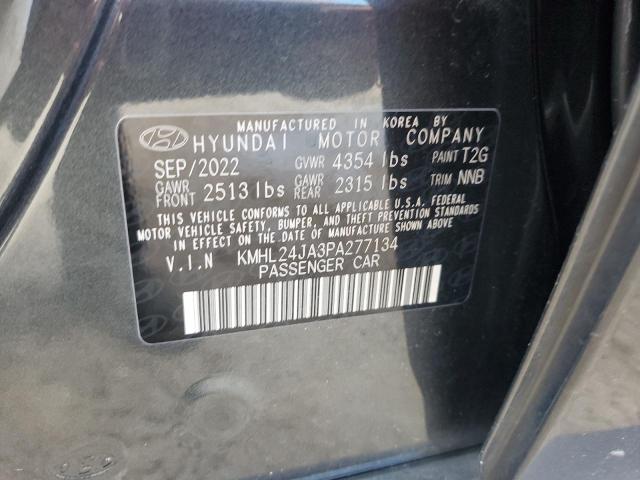 MANUFACTURED IN KOREA BY
HYUNDAI MOTOR COMPANY
SEP/2022 GVWR 4354 lbs PAINT T2G
GAWR FRONT 2513 lbs GAWR REAR 2315 lbs TRIM NNB
THIS VEHICLE CONFORMS TO ALL APPLICABLE U.S.A. FEDERAL
MOTOR VEHICLE SAFETY, BUMPER, AND THEFT PREVENTION STANDARDS
IN EFFECT ON THE DATE OF MANUFACTURE SHOWN ABOVE
V.I.N KMHL24JA3PA277134
PASSENGER CAR